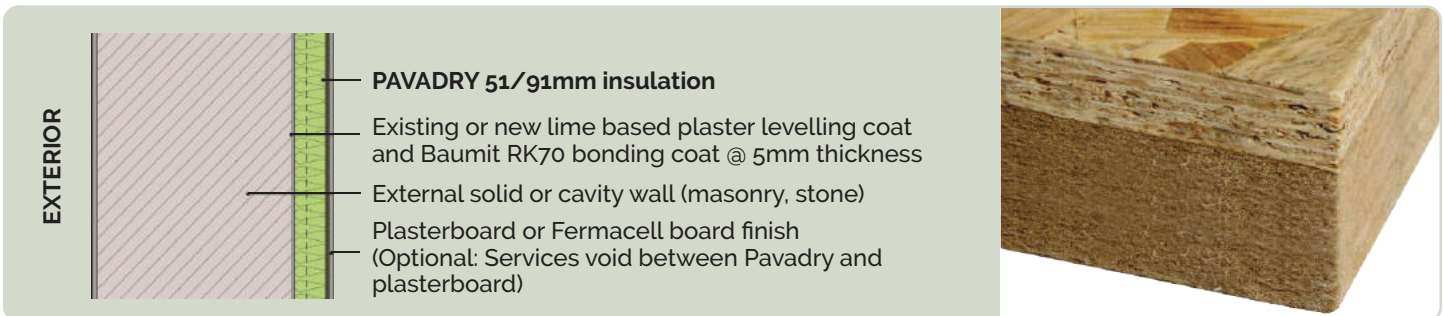 EXTERIOR
PAVADRY 51/91mm insulation
Existing or new lime based plaster levelling coat
and Baumit RK70 bonding coat @ 5mm thickness
External solid or cavity wall (masonry, stone)
Plasterboard or Fermacell board finish
(Optional: Services void between Pavadry and
plasterboard)